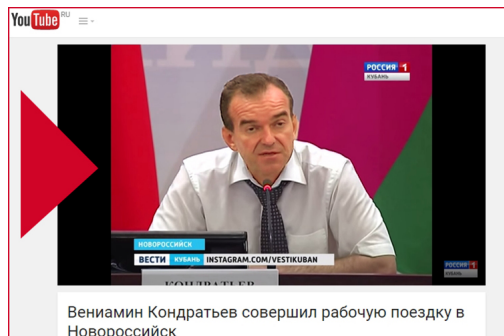 YouTube RU
РОССИЯ 1
КУБАНЬ
НОВОРОССИЙСК
ВЕСТИ КУБАНЬ INSTAGRAM.COM/VESTIKUBAN
РОССИЯ 1
КУБАНЬ
КОНДРАТЬЕВ
Вениамин Кондратьев совершил рабочую поездку в
Новороссийск